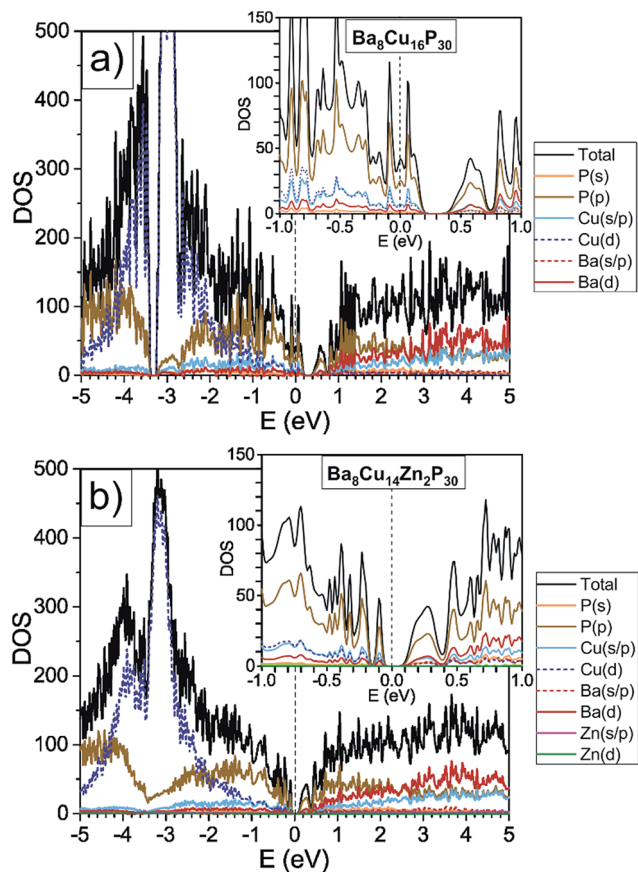 a)
Ba8Cu16P30
DOS
500
400
300
200
100
0
-5 -4 -3 -2 -1 0 1 2 3 4 5
E (eV)
DOS
150
100
50
0
-1.0 -0.5 0.0 0.5 1.0
E (eV)
Total
P(s)
P(p)
Cu(s/p)
Cu(d)
Ba(s/p)
Ba(d)
b)
Ba8Cu14Zn2P30
DOS
500
400
300
200
100
0
-5 -4 -3 -2 -1 0 1 2 3 4 5
E (eV)
DOS
150
100
50
0
-1.0 -0.5 0.0 0.5 1.0
E (eV)
Total
P(s)
P(p)
Cu(s/p)
Cu(d)
Ba(s/p)
Ba(d)
Zn(s/p)
Zn(d)